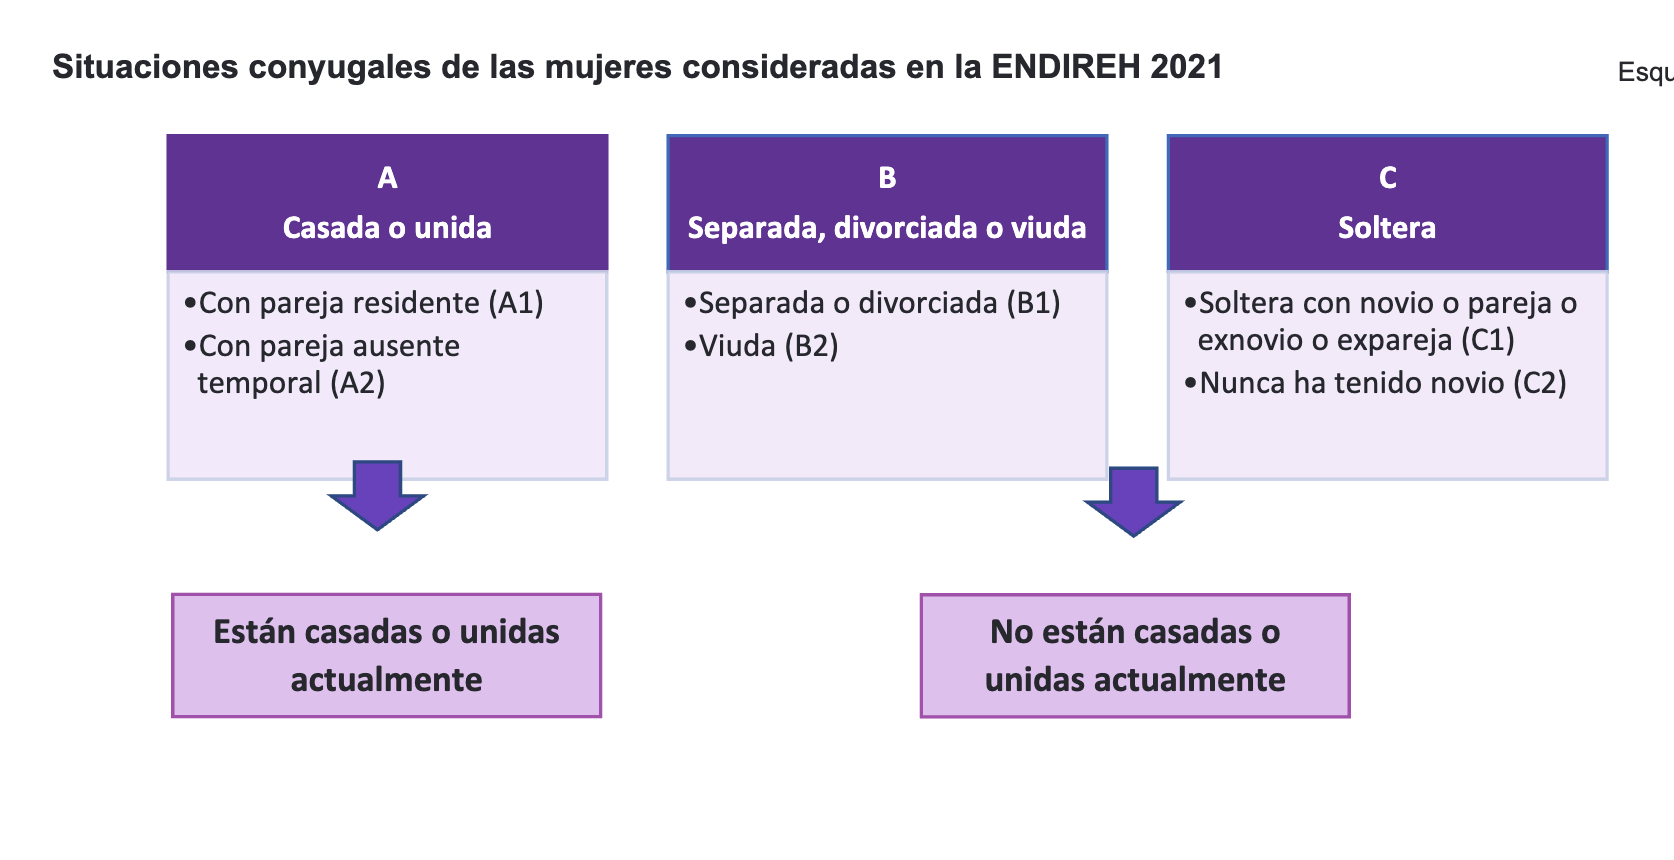 Situaciones conyugales de las mujeres consideradas en la ENDIREH 2021
Esqu
A
Casada o unida
•Con pareja residente (A1)
•Con pareja ausente
temporal (A2)
B
Separada, divorciada o viuda
•Separada o divorciada (B1)
•Viuda (B2)
C
Soltera
•Soltera con novio o pareja o
exnovio o expareja (C1)
•Nunca ha tenido novio (C2)
Están casadas o unidas
actualmente
No están casadas o
unidas actualmente